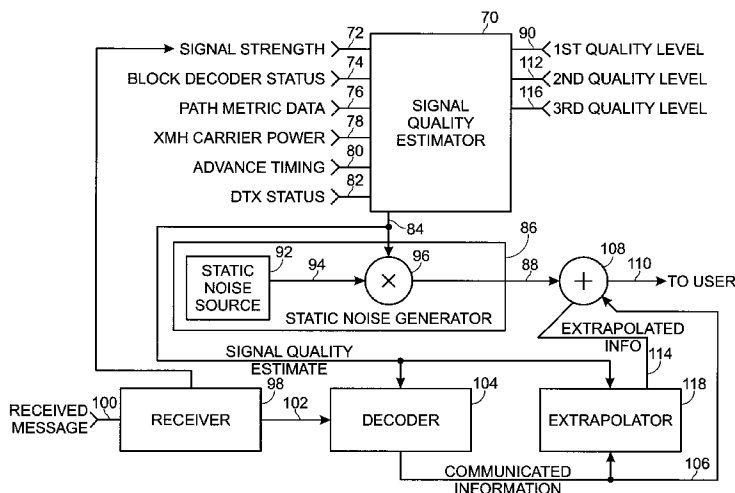 70
SIGNAL STRENGTH 72
90 1ST QUALITY LEVEL
BLOCK DECODER STATUS 74
112 2ND QUALITY LEVEL
PATH METRIC DATA 76
116 3RD QUALITY LEVEL
SIGNAL
QUALITY
ESTIMATOR
XMH CARRIER POWER 78
ADVANCE TIMING 80
DTX STATUS 82
84
86
92
STATIC
NOISE
SOURCE
94
×
96
88
108
+
110
TO USER
STATIC NOISE GENERATOR
EXTRAPOLATED
INFO
114
SIGNAL QUALITY
ESTIMATE
RECEIVED
MESSAGE
100
98
RECEIVER
102
104
DECODER
118
EXTRAPOLATOR
COMMUNICATED
INFORMATION
106